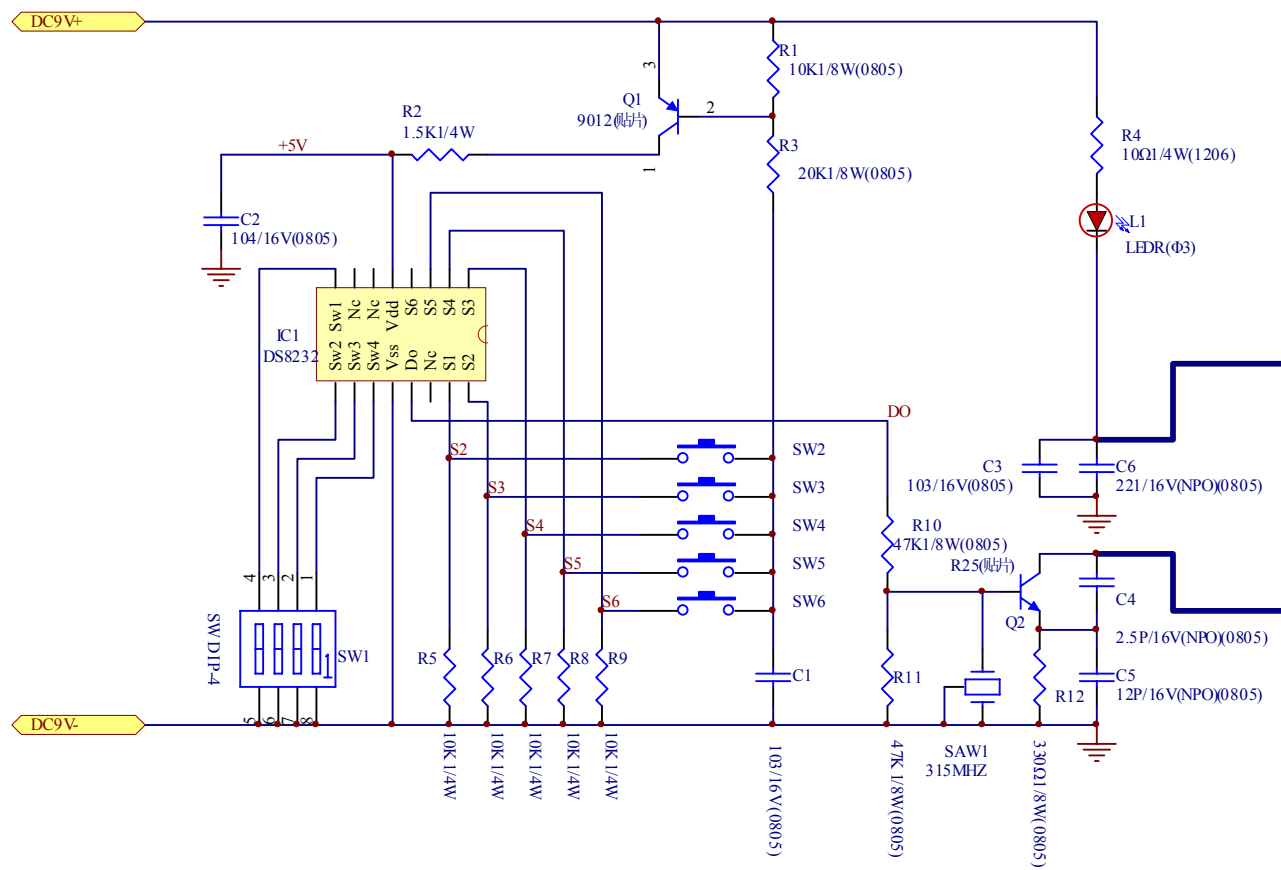 DC9V+
R1
10K1/8W(0805)
3
Q1
9012(贴片)
2
R2
1.5K1/4W
R4
10Ω1/4W(1206)
+5V
R3
20K1/8W(0805)
1
C2
104/16V(0805)
L1
LEDR(Φ3)
Sw1
Nc
Nc
Vdd
S6
S5
S4
S3
IC1
DS8232
Sw2
Sw3
Sw4
Vss
Do
Nc
S1
S2
DO
S2
SW2
S3
SW3
S4
SW4
S5
SW5
S6
SW6
C3
103/16V(0805)
C6
221/16V(NPO)(0805)
R10
47K1/8W(0805)
R25(贴片)
Q2
C4
2.5P/16V(NPO)(0805)
4
3
2
1
SW DIP-4
SW1
1
5
6
7
8
R5
R6
R7
R8
R9
C1
R11
R12
C5
12P/16V(NPO)(0805)
DC9V-
10K 1/4W
10K 1/4W
10K 1/4W
10K 1/4W
10K 1/4W
103/16V(0805)
47K 1/8W(0805)
SAW1
315MHZ
330Ω1/8W(0805)